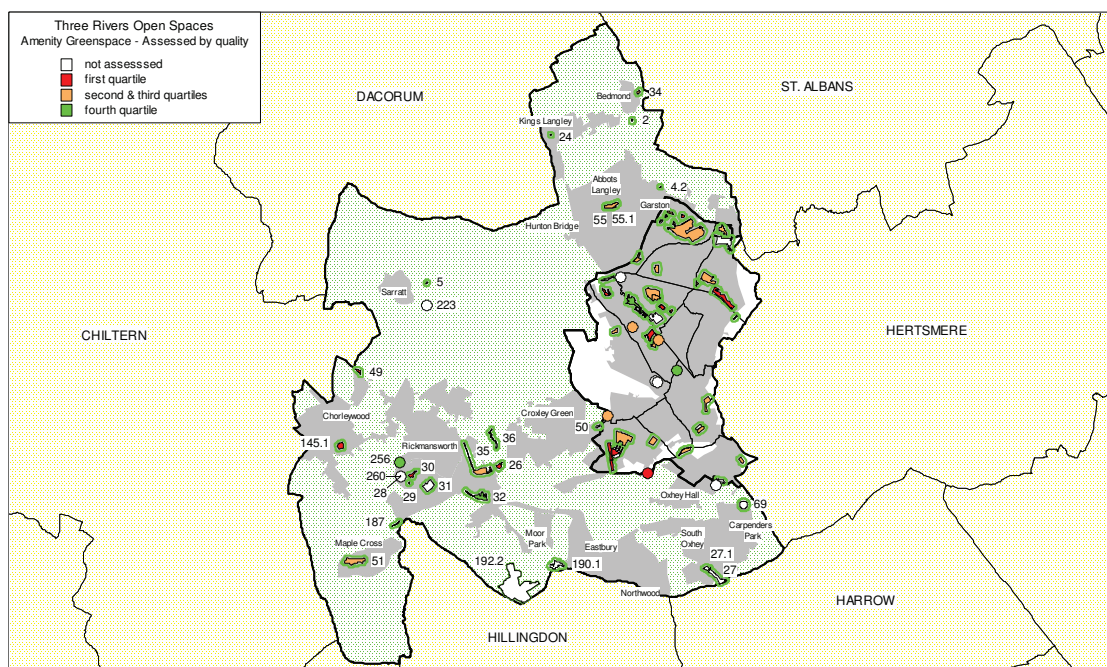 Three Rivers Open Spaces
Amenity Greenspace - Assessed by quality
not assesssed
first quartile
second & third quartiles
fourth quartile
DACORUM
ST. ALBANS
Bedmond
34
2
Kings Langley
24
Abbots
Langley
4.2
Garston
55
55.1
Hunton Bridge
Sarratt
5
223
CHILTERN
HERTSMERE
49
Chorleywood
Croxley Green
50
145.1
Rickmansworth
36
35
256
30
26
260
28
29
31
32
187
Oxhey Hall
69
Moor
Park
Carpenders
Park
South
Oxhey
Maple Cross
51
Eastbury
27.1
192.2
190.1
27
Northwood
HARROW
HILLINGDON